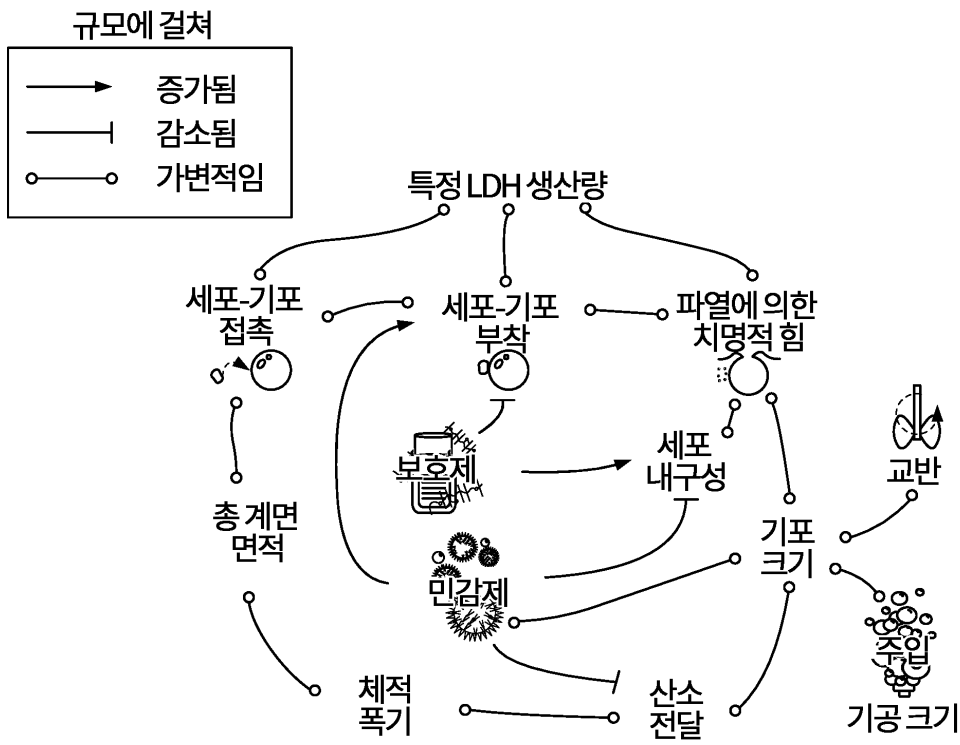 규모에 걸쳐
증가됨
감소됨
가변적임
특정 LDH 생산량
세포-기포
접촉
세포-기포
부착
파열에 의한
치명적 힘
보호제
세포
내구성
교반
총 계면
면적
기포
크기
민감제
주입
체적
폭기
산소
전달
기공 크기